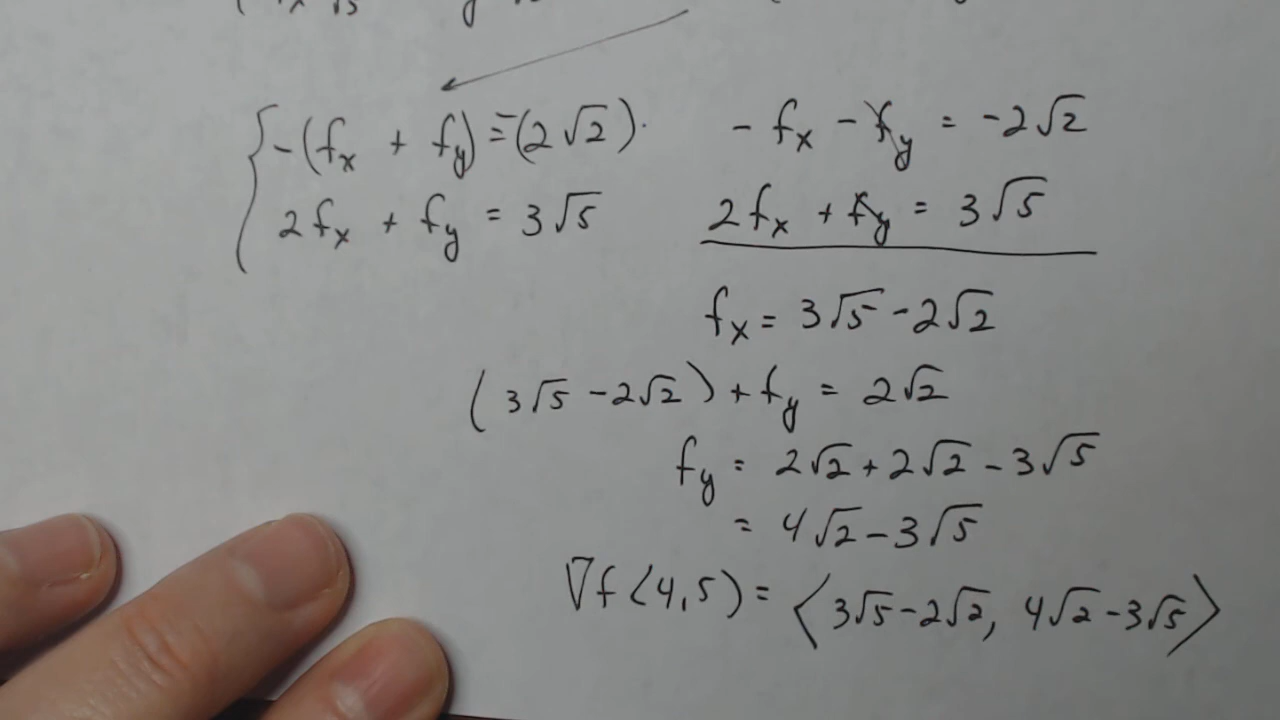 -(fx + fy) = -(2√2).
2fx + fy = 3√5
-fx - fy = -2√2
2fx + fy = 3√5
fx = 3√5 - 2√2
(3√5 - 2√2) + fy = 2√2
fy = 2√2 + 2√2 - 3√5
= 4√2 - 3√5
∇f(4,5) = ⟨3√5 - 2√2, 4√2 - 3√5⟩